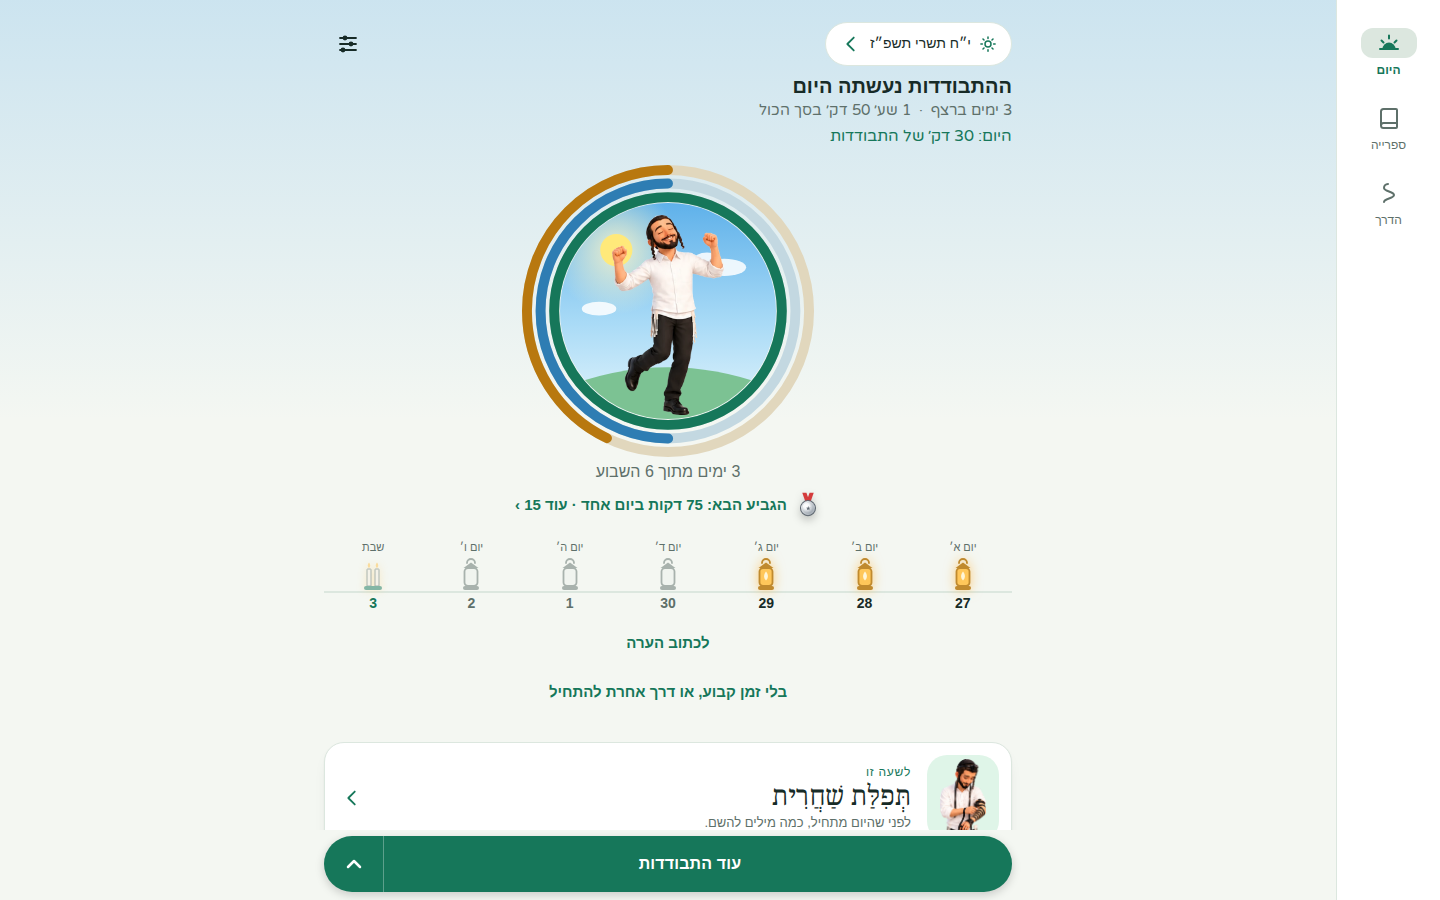 היום
ספרייה
הדרך
י״ח תשרי תשפ״ז
ההתבודדות נעשתה היום
3 ימים ברצף · 1 שע׳ 50 דק׳ בסך הכול
היום: 30 דק׳ של התבודדות
3 ימים מתוך 6 השבוע
הגביע הבא: 75 דקות ביום אחד · עוד 15 ›
יום א׳ יום ב׳ יום ג׳ יום ד׳ יום ה׳ יום ו׳ שבת
27 28 29 30 1 2 3
לכתוב הערה
בלי זמן קבוע, או דרך אחרת להתחיל
לשעה זו
תְּפִלַּת שַׁחֲרִית
לפני שהיום מתחיל, כמה מילים להשם.
עוד התבודדות